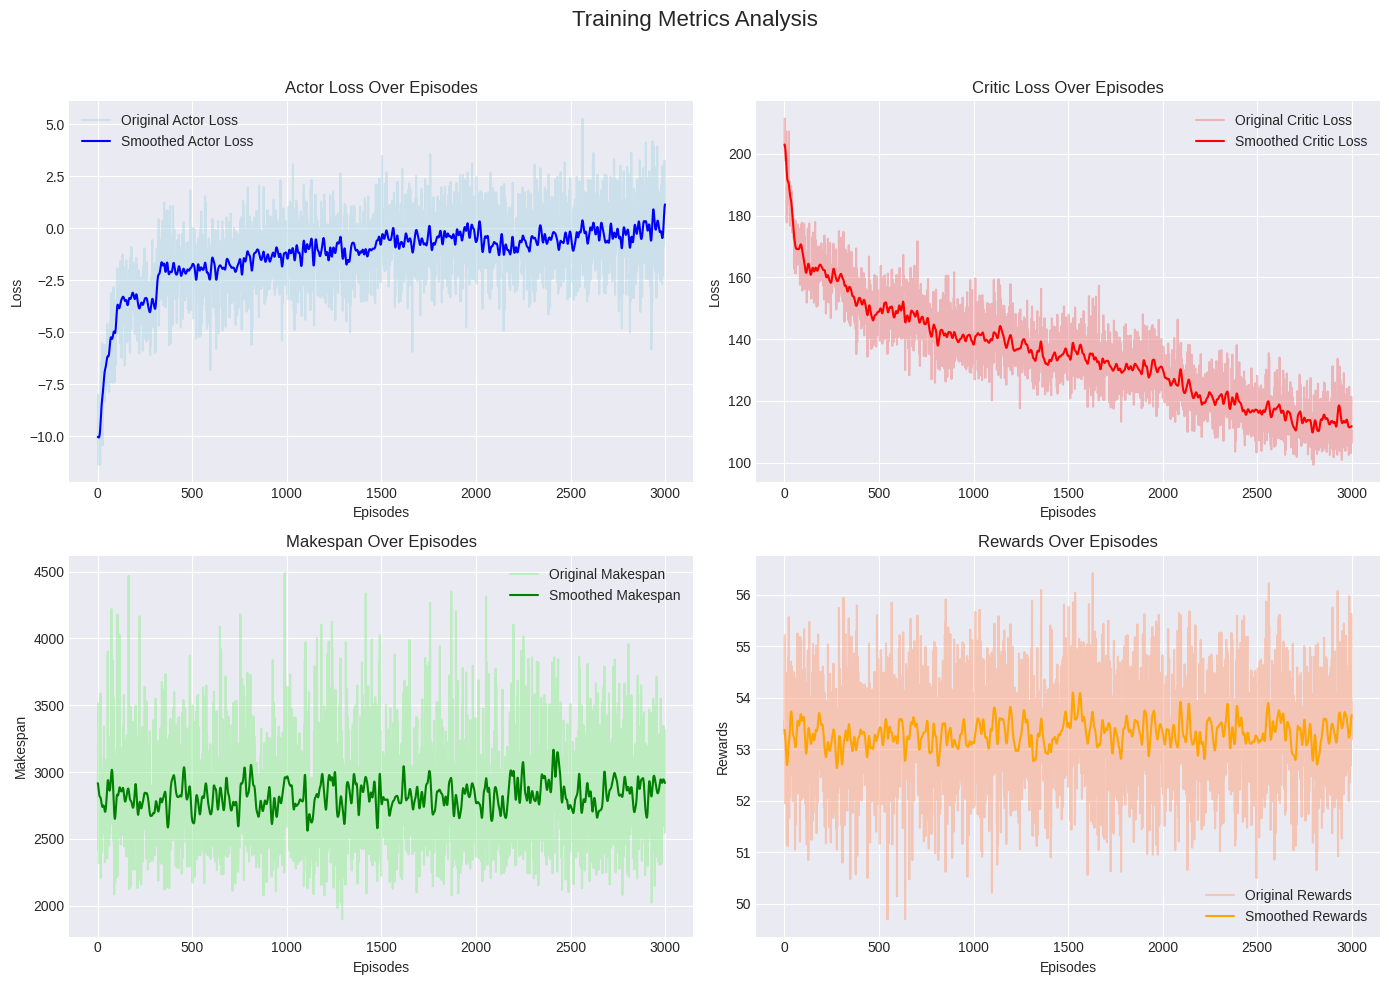 Training Metrics Analysis
Actor Loss Over Episodes
Original Actor Loss
Smoothed Actor Loss
Loss
5.0
2.5
0.0
−2.5
−5.0
−7.5
−10.0
0 500 1000 1500 2000 2500 3000
Episodes
Critic Loss Over Episodes
Original Critic Loss
Smoothed Critic Loss
Loss
200
180
160
140
120
100
0 500 1000 1500 2000 2500 3000
Episodes
Makespan Over Episodes
Original Makespan
Smoothed Makespan
Makespan
4500
4000
3500
3000
2500
2000
0 500 1000 1500 2000 2500 3000
Episodes
Rewards Over Episodes
Rewards
56
55
54
53
52
51
50
Original Rewards
Smoothed Rewards
0 500 1000 1500 2000 2500 3000
Episodes